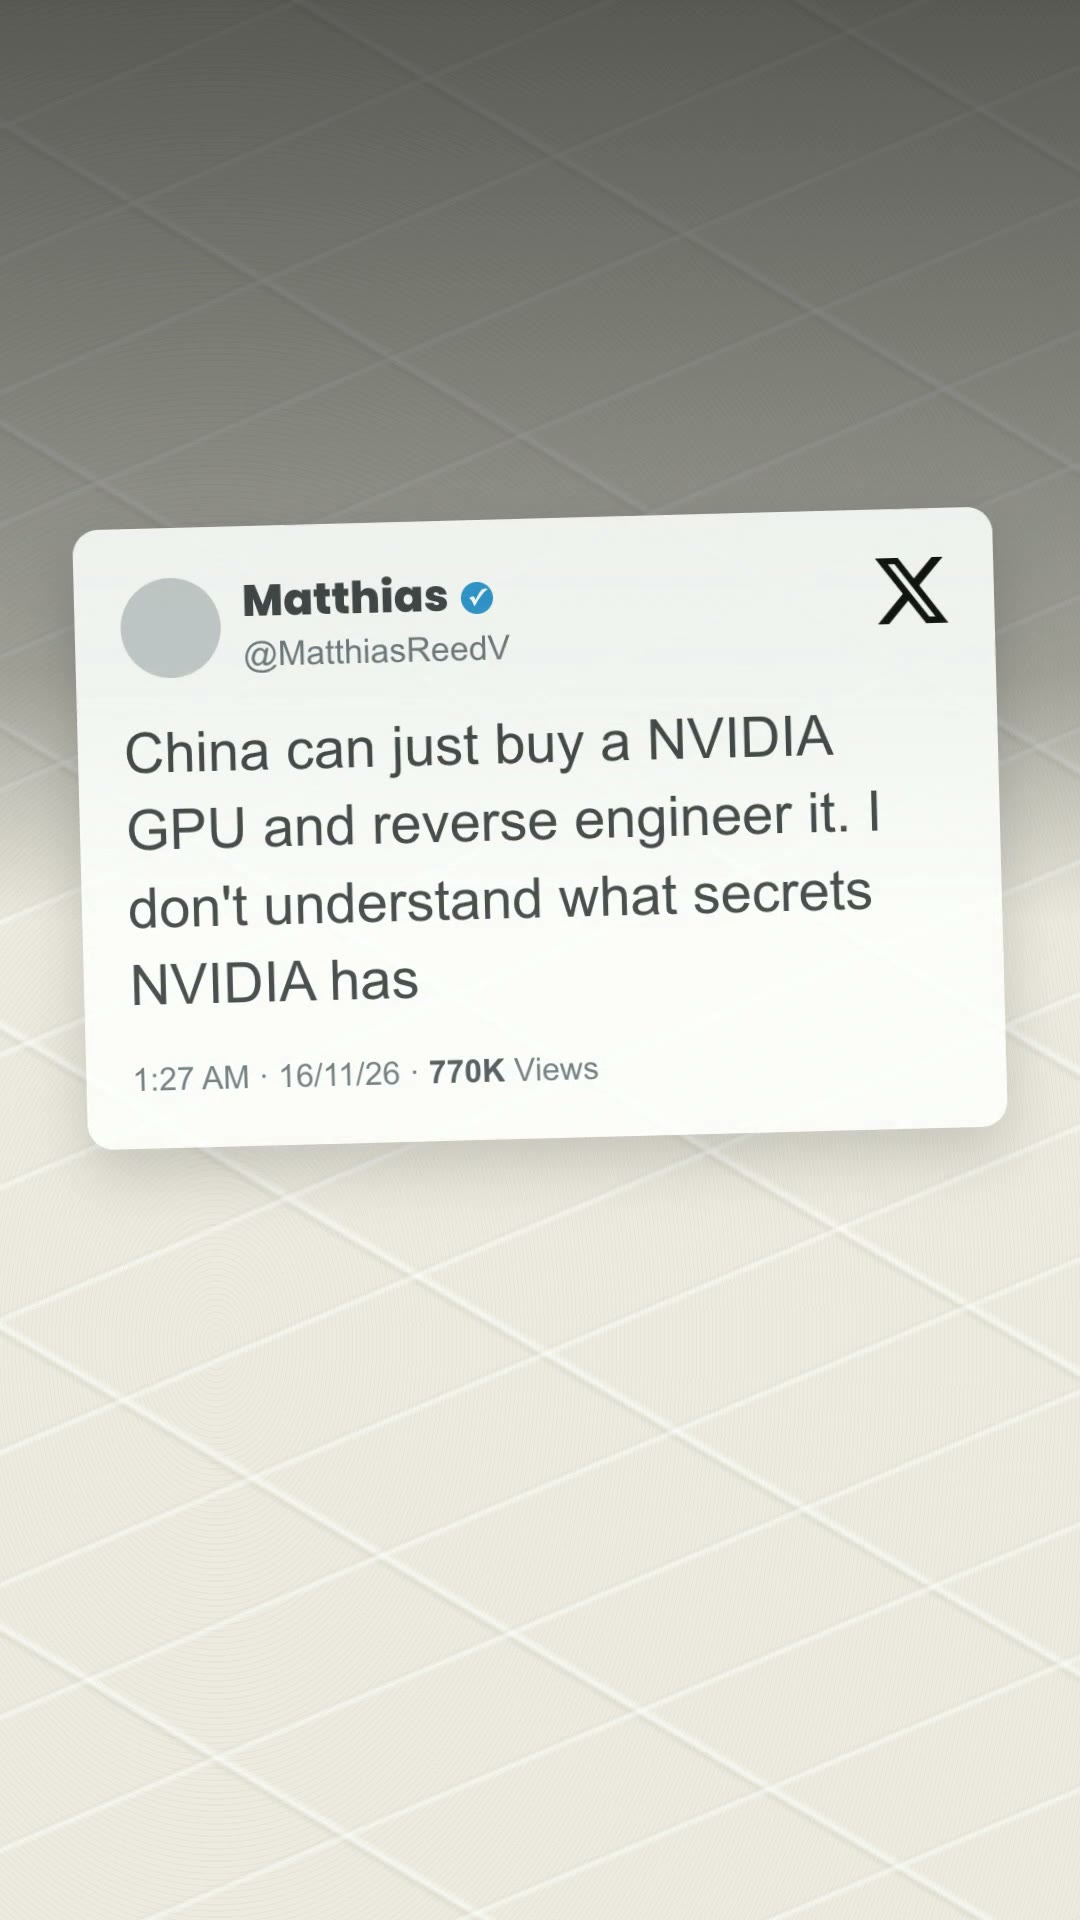 Matthias
@MatthiasReedV
China can just buy a NVIDIA
GPU and reverse engineer it. I
don't understand what secrets
NVIDIA has
1:27 AM · 16/11/26 · 770K Views